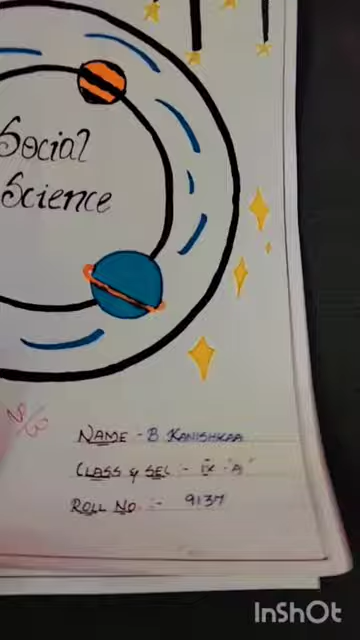 Social
Science
NAME - B KANISHKAA
CLASS & SEC :- IX - "A"
ROLL NO :- 9137
InShOt